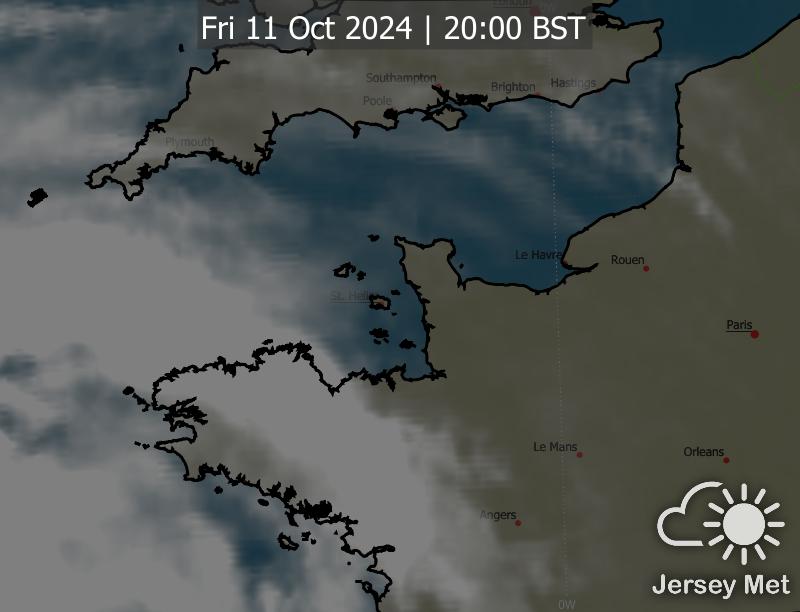 London
Fri 11 Oct 2024 | 20:00 BST
Southampton
Brighton
Hastings
Poole
Plymouth
Le Havre
Rouen
St. Helier
Paris
Le Mans
Orleans
Angers
Jersey Met
0W